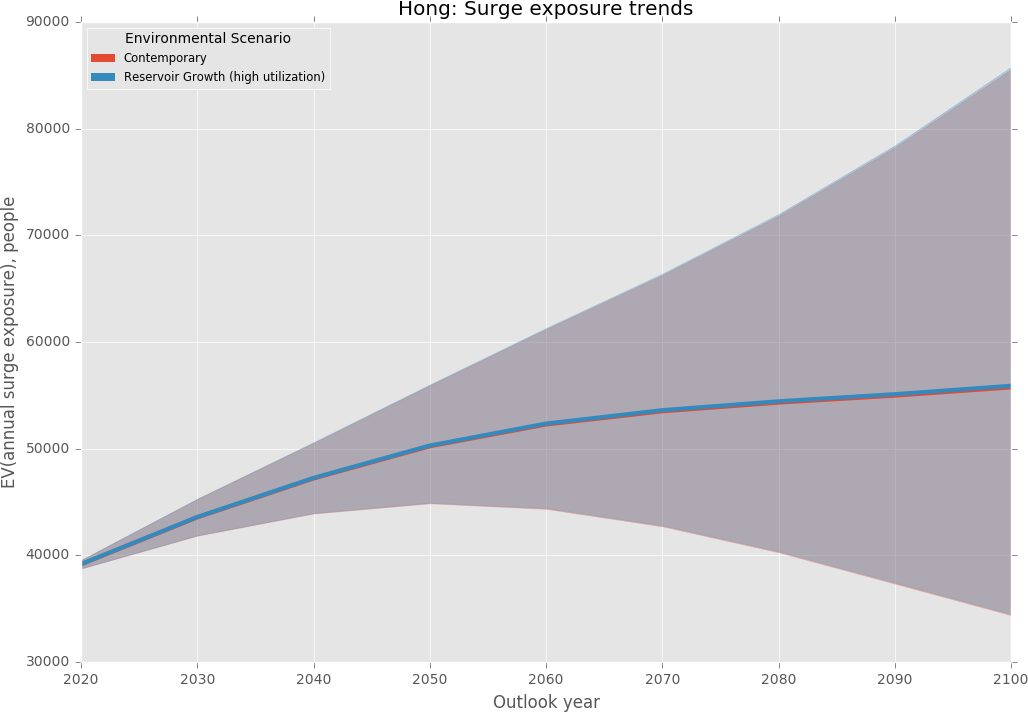 Hong: Surge exposure trends
90000
80000
70000
60000
50000
40000
30000
EV(annual surge exposure), people
Environmental Scenario
Contemporary
Reservoir Growth (high utilization)
2020 2030 2040 2050 2060 2070 2080 2090 2100
Outlook year